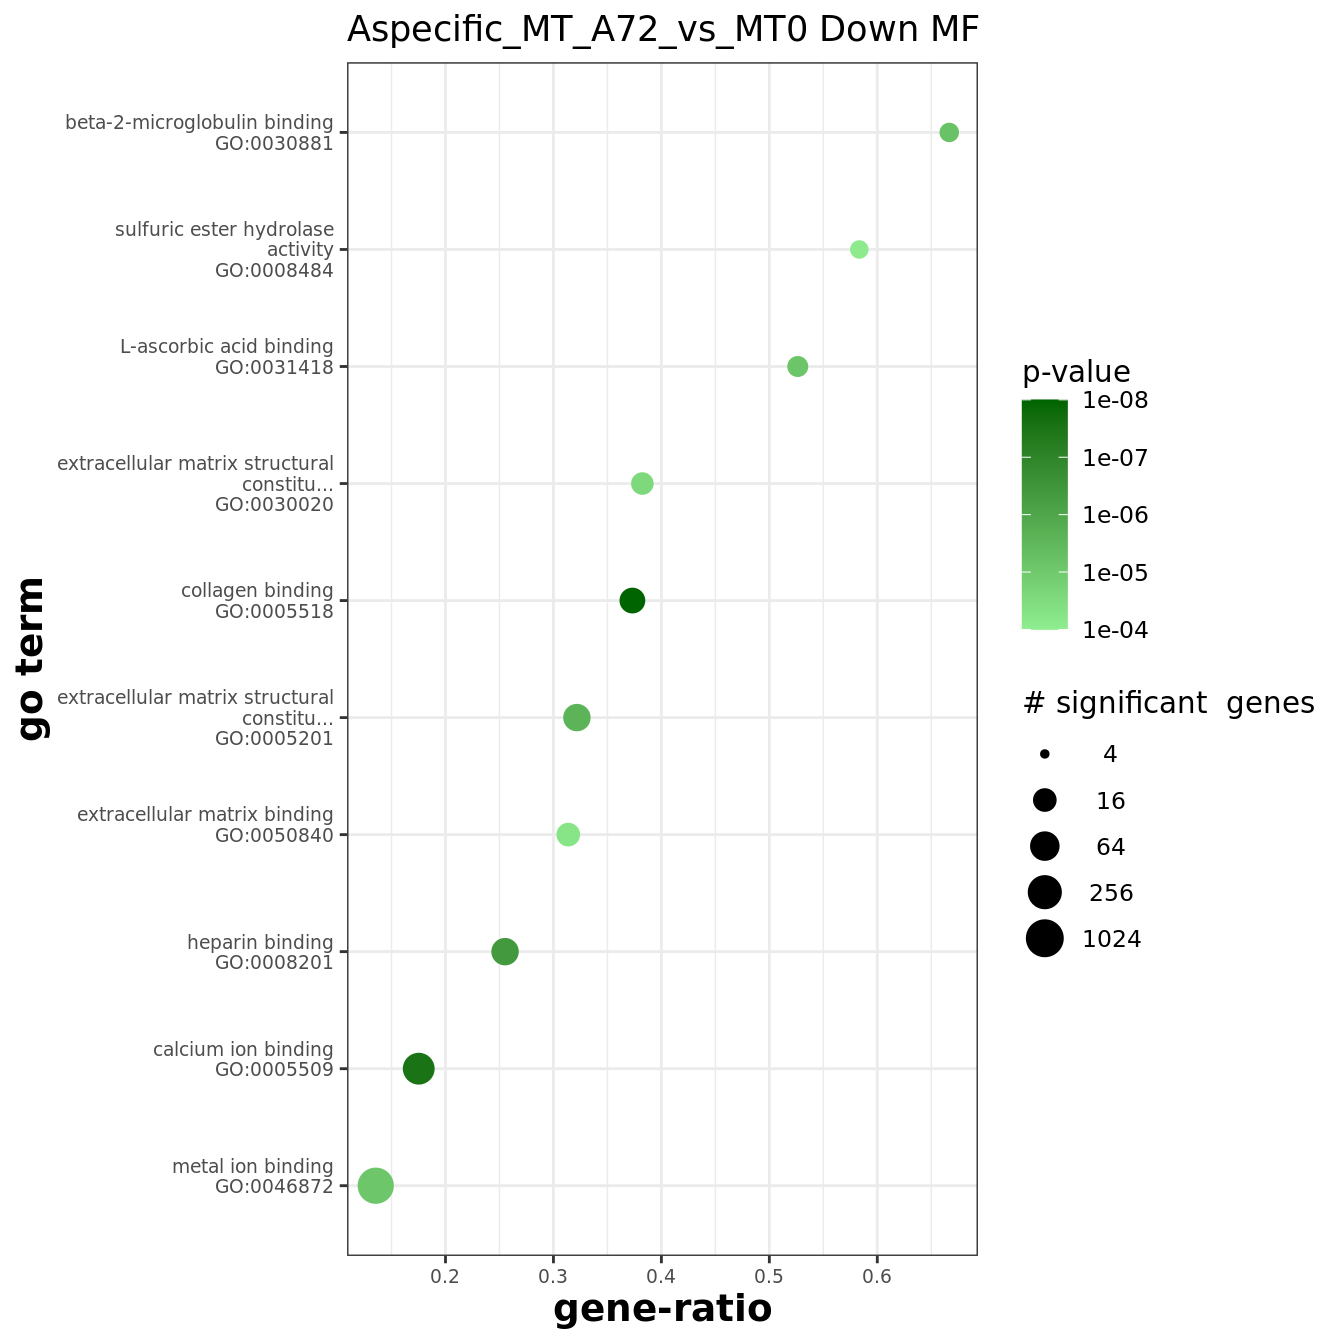 Aspecific_MT_A72_vs_MT0 Down MF
beta-2-microglobulin binding
GO:0030881
sulfuric ester hydrolase
activity
GO:0008484
L-ascorbic acid binding
GO:0031418
extracellular matrix structural
constitu...
GO:0030020
collagen binding
GO:0005518
extracellular matrix structural
constitu...
GO:0005201
extracellular matrix binding
GO:0050840
heparin binding
GO:0008201
calcium ion binding
GO:0005509
metal ion binding
GO:0046872
go term
0.2 0.3 0.4 0.5 0.6
gene-ratio
p-value
1e-08
1e-07
1e-06
1e-05
1e-04
# significant  genes
4
16
64
256
1024